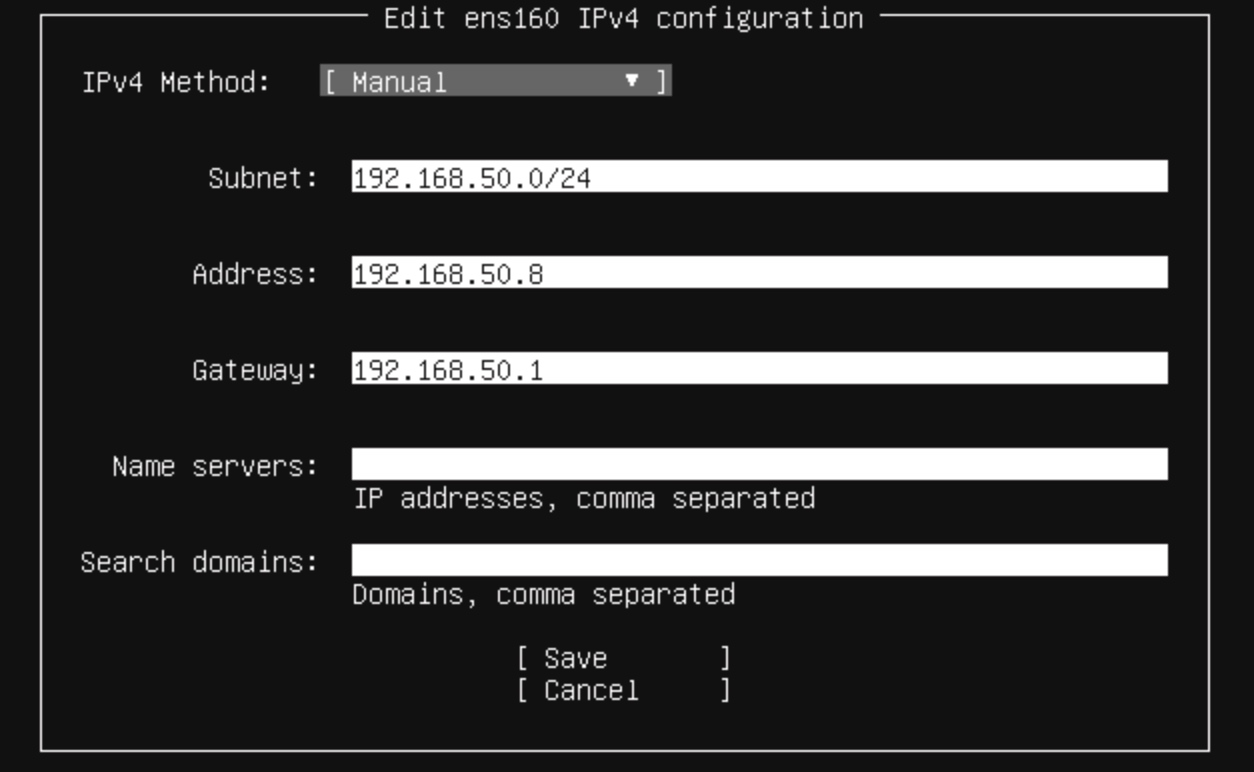 Edit ens160 IPv4 configuration
IPv4 Method: [ Manual ▼ ]
Subnet: 192.168.50.0/24
Address: 192.168.50.8
Gateway: 192.168.50.1
Name servers:
IP addresses, comma separated
Search domains:
Domains, comma separated
[ Save ]
[ Cancel ]